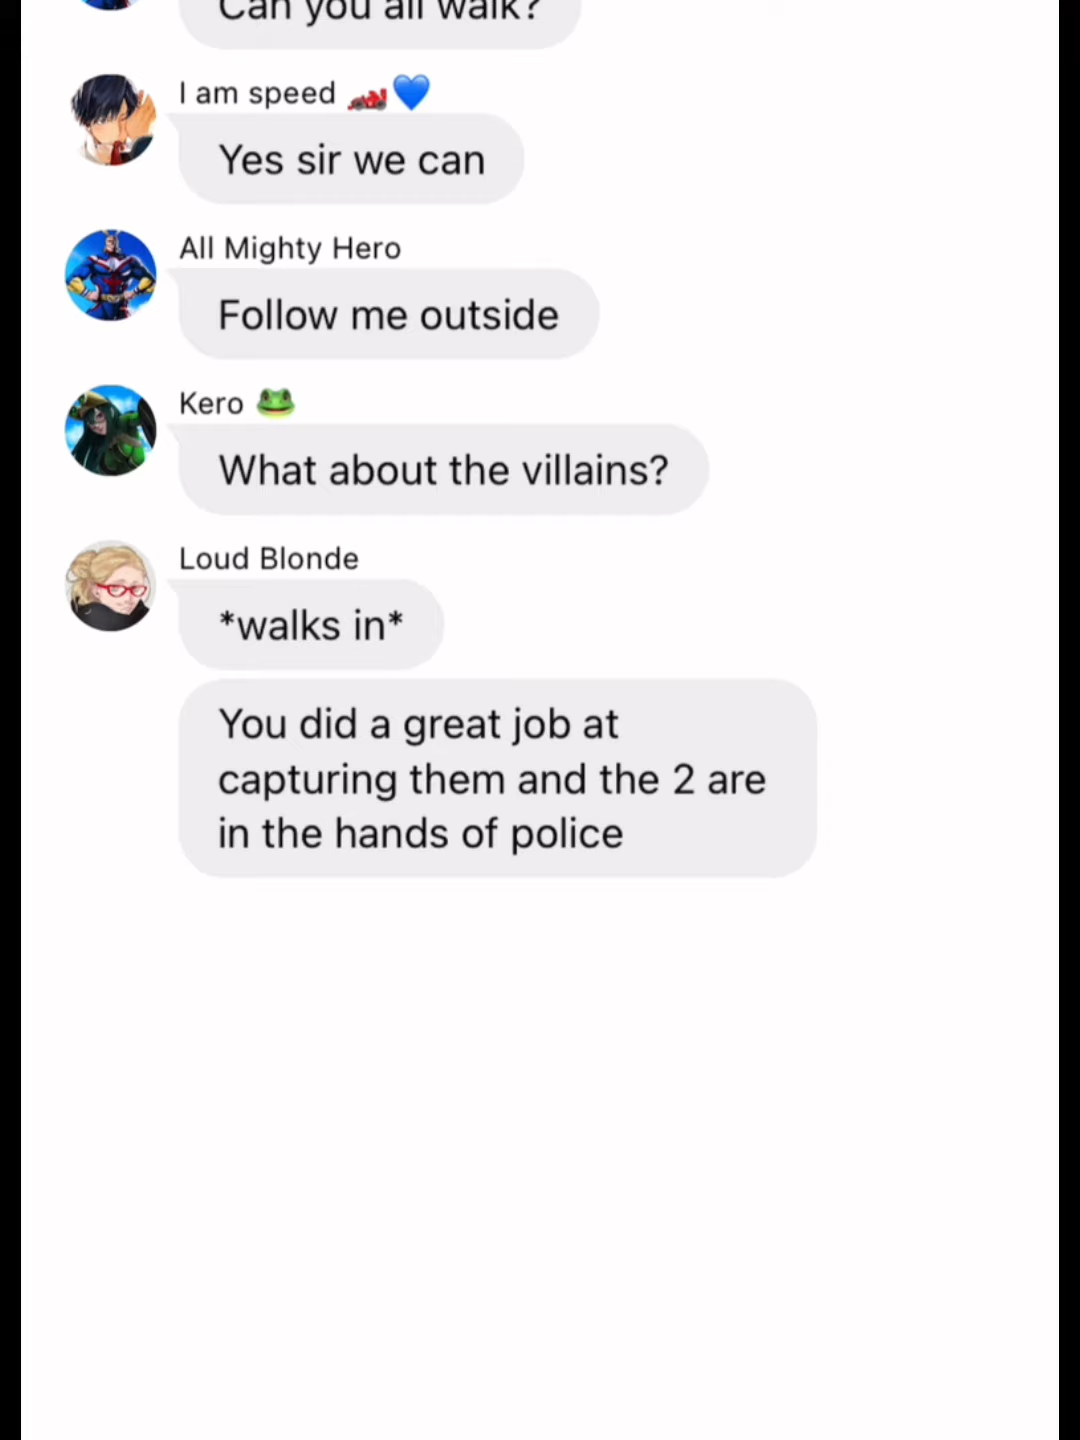 Can you all walk?
I am speed 🏎️💙
Yes sir we can
All Mighty Hero
Follow me outside
Kero 🐸
What about the villains?
Loud Blonde
*walks in*
You did a great job at
capturing them and the 2 are
in the hands of police